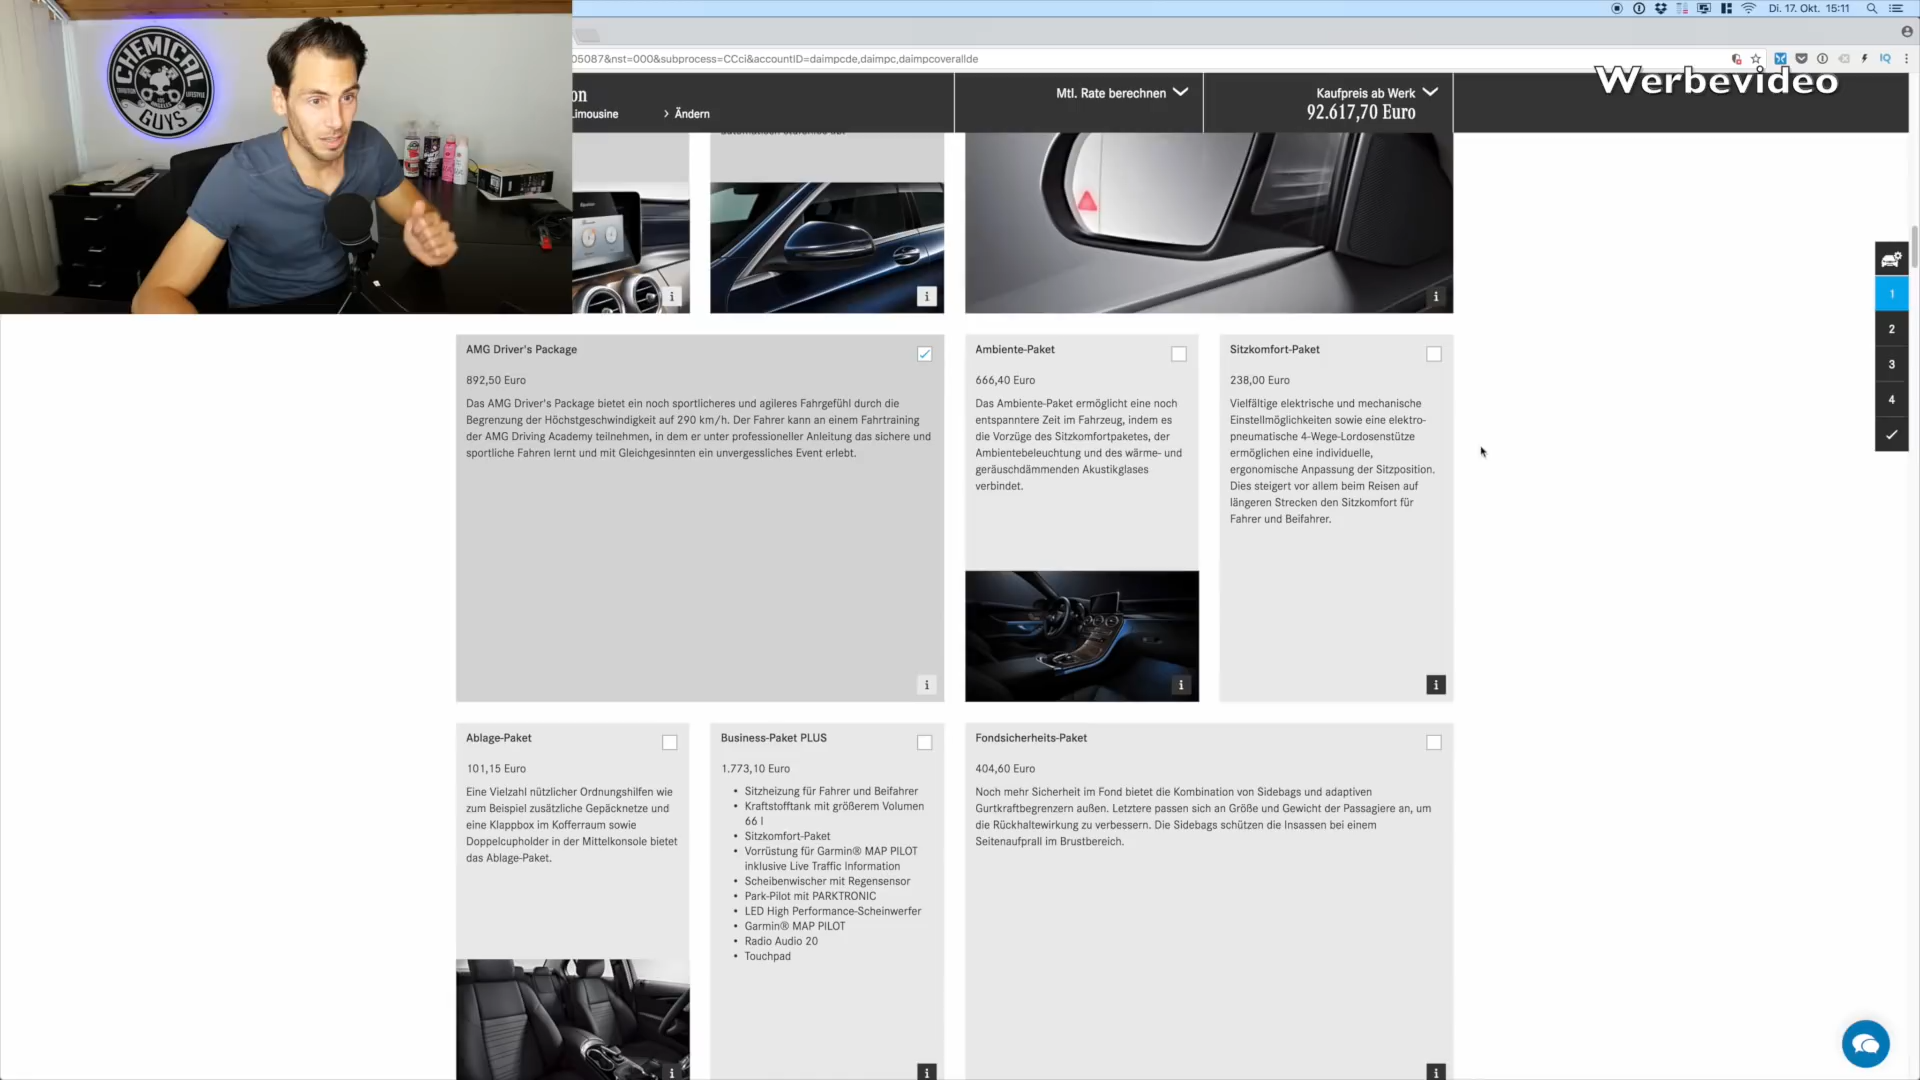 Di. 17. Okt. 15:11
05087&nst=000&subprocess=CCci&accountID=daimpcde,daimpc,daimpcoverallde
IQ
Werbevideo
CHEMICAL
GUYS
LOS ANGELES
LIFESTYLE
on
Limousine
Ändern
Mtl. Rate berechnen
Kaufpreis ab Werk
92.617,70 Euro
i
i
i
1
2
3
4
AMG Driver's Package
892,50 Euro
Das AMG Driver's Package bietet ein noch sportlicheres und agileres Fahrgefühl durch die
Begrenzung der Höchstgeschwindigkeit auf 290 km/h. Der Fahrer kann an einem Fahrtraining
der AMG Driving Academy teilnehmen, in dem er unter professioneller Anleitung das sichere und
sportliche Fahren lernt und mit Gleichgesinnten ein unvergessliches Event erlebt.
i
Ambiente-Paket
666,40 Euro
Das Ambiente-Paket ermöglicht eine noch
entspanntere Zeit im Fahrzeug, indem es
die Vorzüge des Sitzkomfortpaketes, der
Ambientebeleuchtung und des wärme- und
geräuschdämmenden Akustikglases
verbindet.
i
Sitzkomfort-Paket
238,00 Euro
Vielfältige elektrische und mechanische
Einstellmöglichkeiten sowie eine elektro-
pneumatische 4-Wege-Lordosenstütze
ermöglichen eine individuelle,
ergonomische Anpassung der Sitzposition.
Dies steigert vor allem beim Reisen auf
längeren Strecken den Sitzkomfort für
Fahrer und Beifahrer.
i
Ablage-Paket
101,15 Euro
Eine Vielzahl nützlicher Ordnungshilfen wie
zum Beispiel zusätzliche Gepäcknetze und
eine Klappbox im Kofferraum sowie
Doppelcupholder in der Mittelkonsole bietet
das Ablage-Paket.
i
Business-Paket PLUS
1.773,10 Euro
• Sitzheizung für Fahrer und Beifahrer
• Kraftstofftank mit größerem Volumen
66 l
• Sitzkomfort-Paket
• Vorrüstung für Garmin® MAP PILOT
inklusive Live Traffic Information
• Scheibenwischer mit Regensensor
• Park-Pilot mit PARKTRONIC
• LED High Performance-Scheinwerfer
• Garmin® MAP PILOT
• Radio Audio 20
• Touchpad
i
Fondsicherheits-Paket
404,60 Euro
Noch mehr Sicherheit im Fond bietet die Kombination von Sidebags und adaptiven
Gurtkraftbegrenzern außen. Letztere passen sich an Größe und Gewicht der Passagiere an, um
die Rückhaltewirkung zu verbessern. Die Sidebags schützen die Insassen bei einem
Seitenaufprall im Brustbereich.
i